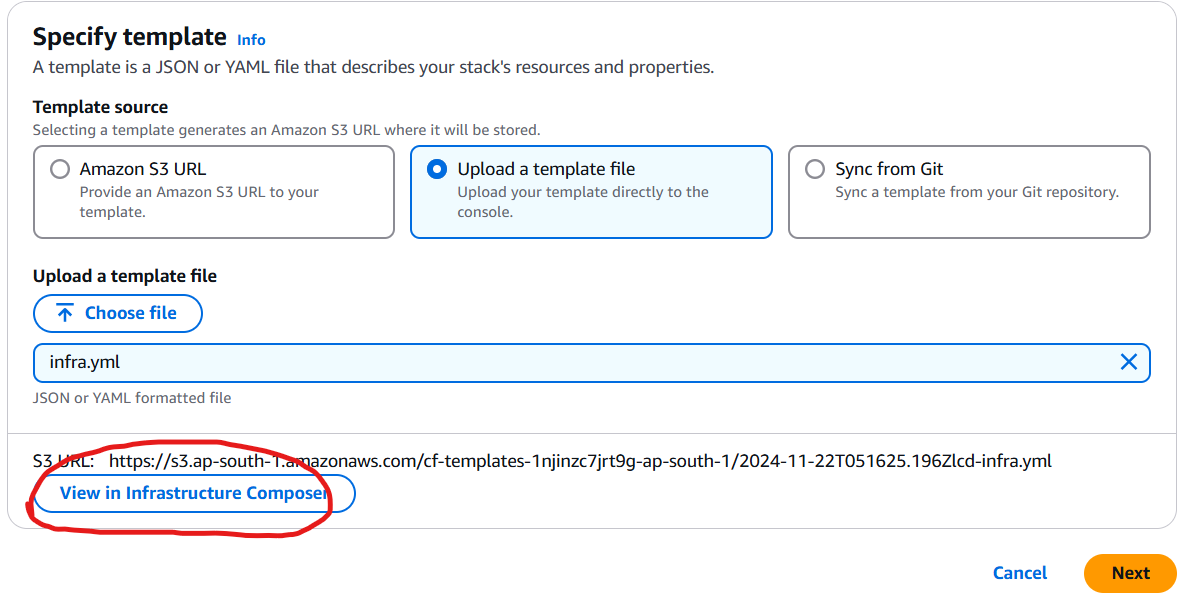 Specify template Info
A template is a JSON or YAML file that describes your stack's resources and properties.
Template source
Selecting a template generates an Amazon S3 URL where it will be stored.
Amazon S3 URL
Provide an Amazon S3 URL to your
template.
Upload a template file
Upload your template directly to the
console.
Sync from Git
Sync a template from your Git repository.
Upload a template file
Choose file
infra.yml
JSON or YAML formatted file
S3 URL: https://s3.ap-south-1.amazonaws.com/cf-templates-1njinzc7jrt9g-ap-south-1/2024-11-22T051625.196Zlcd-infra.yml
View in Infrastructure Composer
Cancel
Next